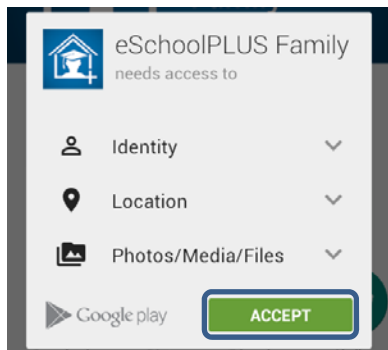 eSchoolPLUS Family
needs access to
Identity
Location
Photos/Media/Files
Google play
ACCEPT